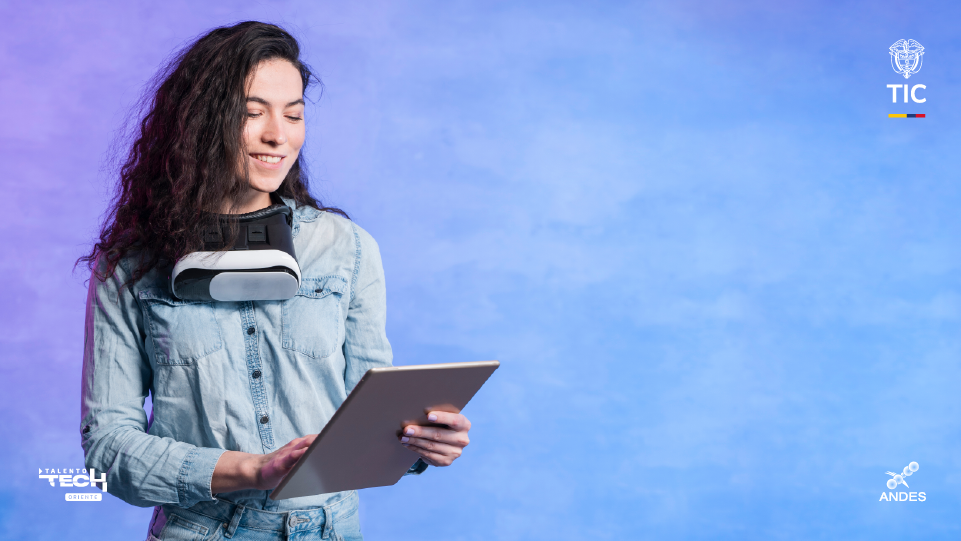 TIC
TALENTO
TECH
ORIENTE
ANDES